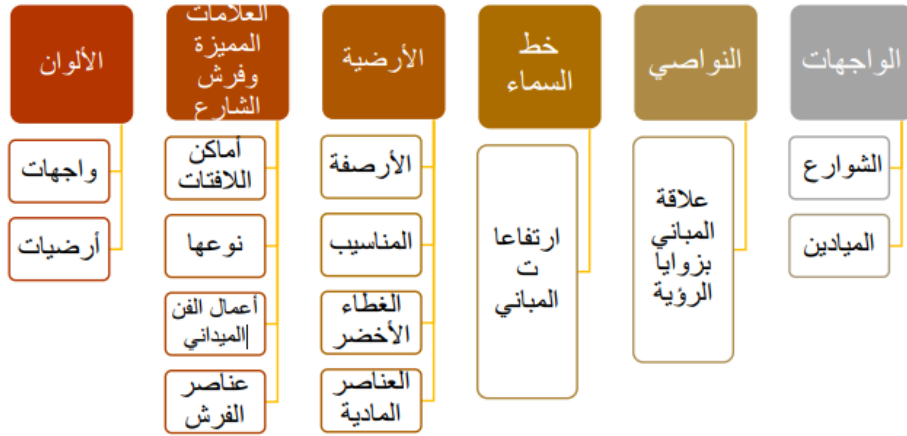 الواجهات
الشوارع
الميادين
النواصي
علاقة
المباني
بزوايا
الرؤية
خط
السماء
ارتفاعا
ت
المباني
الأرضية
الأرصفة
المناسيب
الغطاء
الأخضر
العناصر
المادية
العلامات
المميزة
وفرش
الشارع
أماكن
اللافتات
نوعها
أعمال الفن
الميداني
عناصر
الفرش
الألوان
واجهات
أرضيات